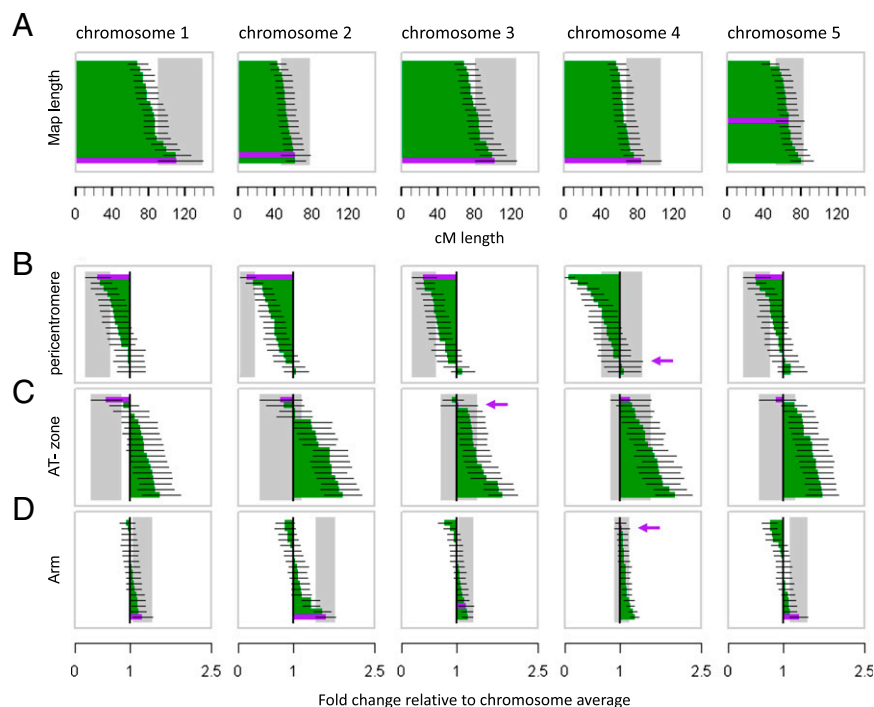 A
chromosome 1 chromosome 2 chromosome 3 chromosome 4 chromosome 5
Map length
0 40 80 120 0 40 80 120 0 40 80 120 0 40 80 120 0 40 80 120
cM length
B
pericentromere
C
AT- zone
D
Arm
0 1 2.5 0 1 2.5 0 1 2.5 0 1 2.5 0 1 2.5
Fold change relative to chromosome average